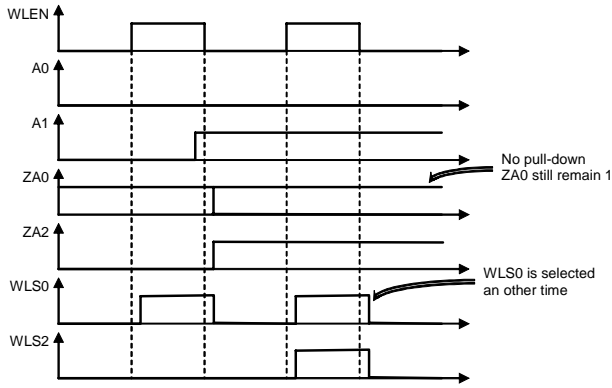 WLEN
A0
A1
No pull-down
ZA0 still remain 1
ZA0
ZA2
WLS0 is selected
an other time
WLS0
WLS2